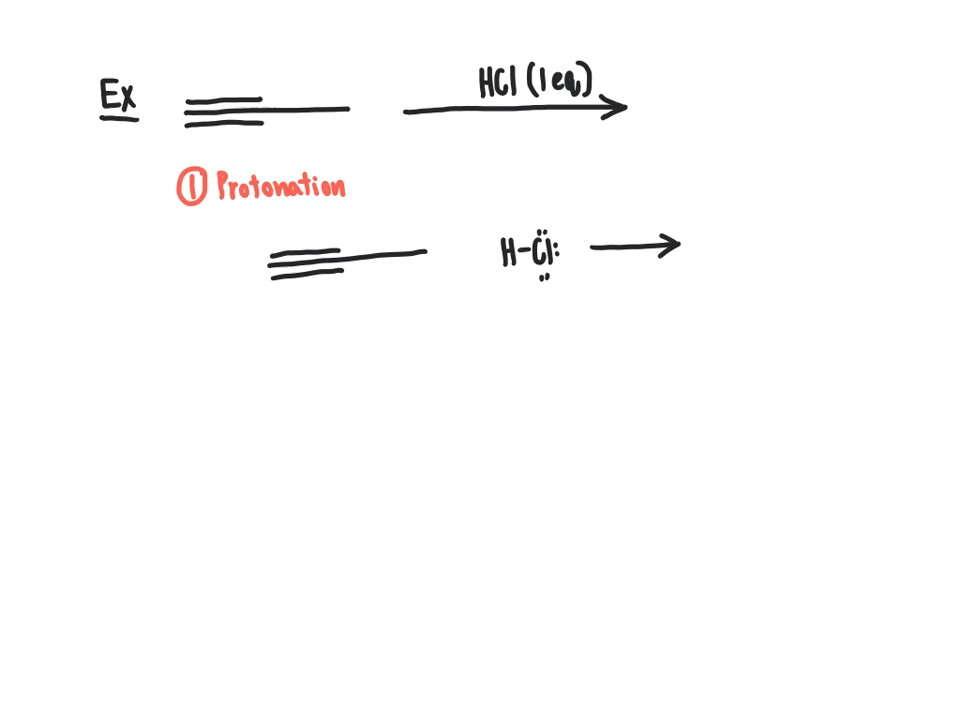 Ex HCl (1 eq)
① Protonation
H-Cl: